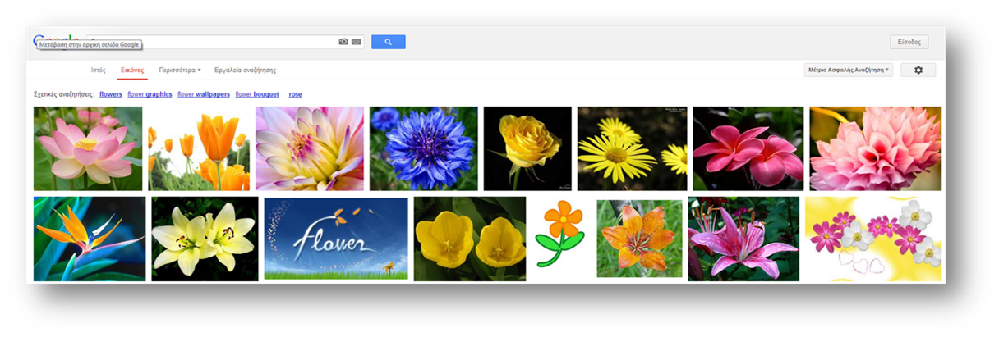 Google
Μετάβαση στην αρχική σελίδα Google
Είσοδος
Ιστός Εικόνες Περισσότερα Εργαλεία αναζήτησης Μέτρια Ασφαλής Αναζήτηση
Σχετικές αναζητήσεις: flowers flower graphics flower wallpapers flower bouquet rose
flower